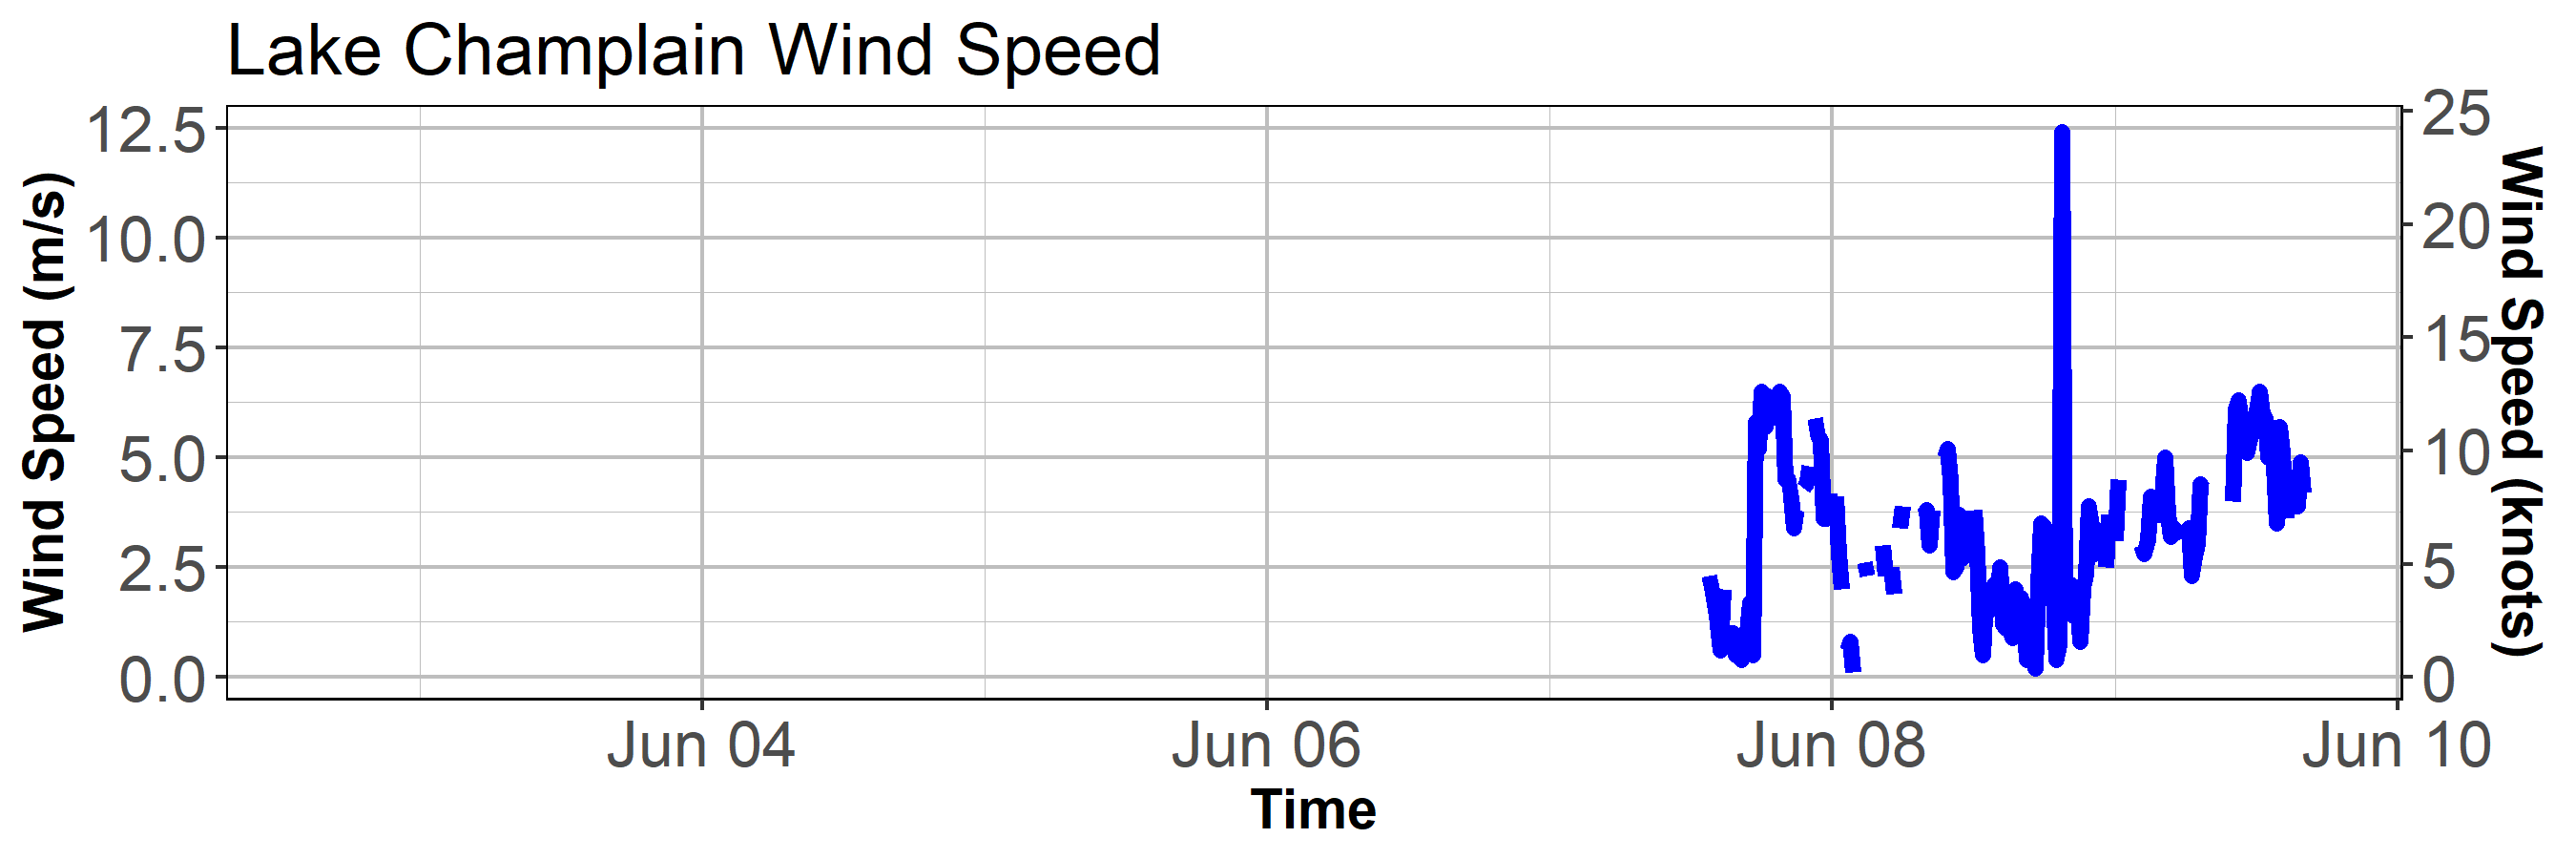 Lake Champlain Wind Speed
Wind Speed (m/s)
12.5
10.0
7.5
5.0
2.5
0.0
25
20
15
10
5
0
Wind Speed (knots)
Jun 04
Jun 06
Jun 08
Jun 10
Time